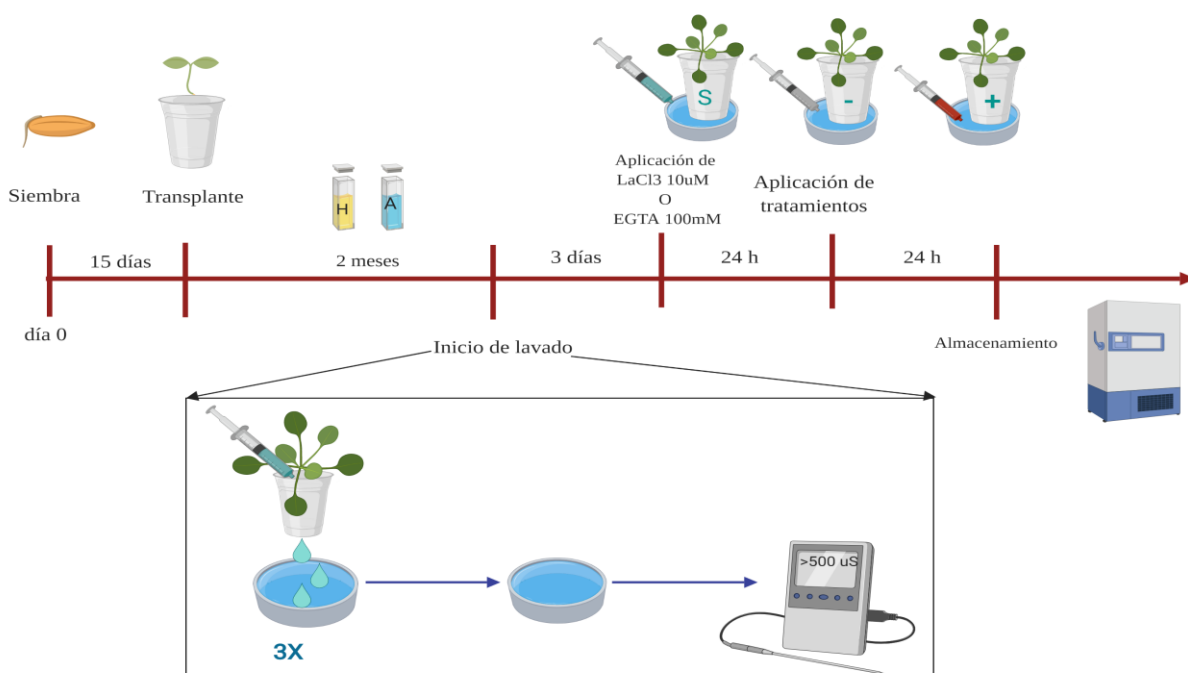 S
-
+
Siembra
Transplante
H
A
Aplicación de
LaCl3 10uM
O
EGTA 100mM
Aplicación de
tratamientos
15 días
2 meses
3 días
24 h
24 h
día 0
Inicio de lavado
Almacenamiento
>500 uS
3X